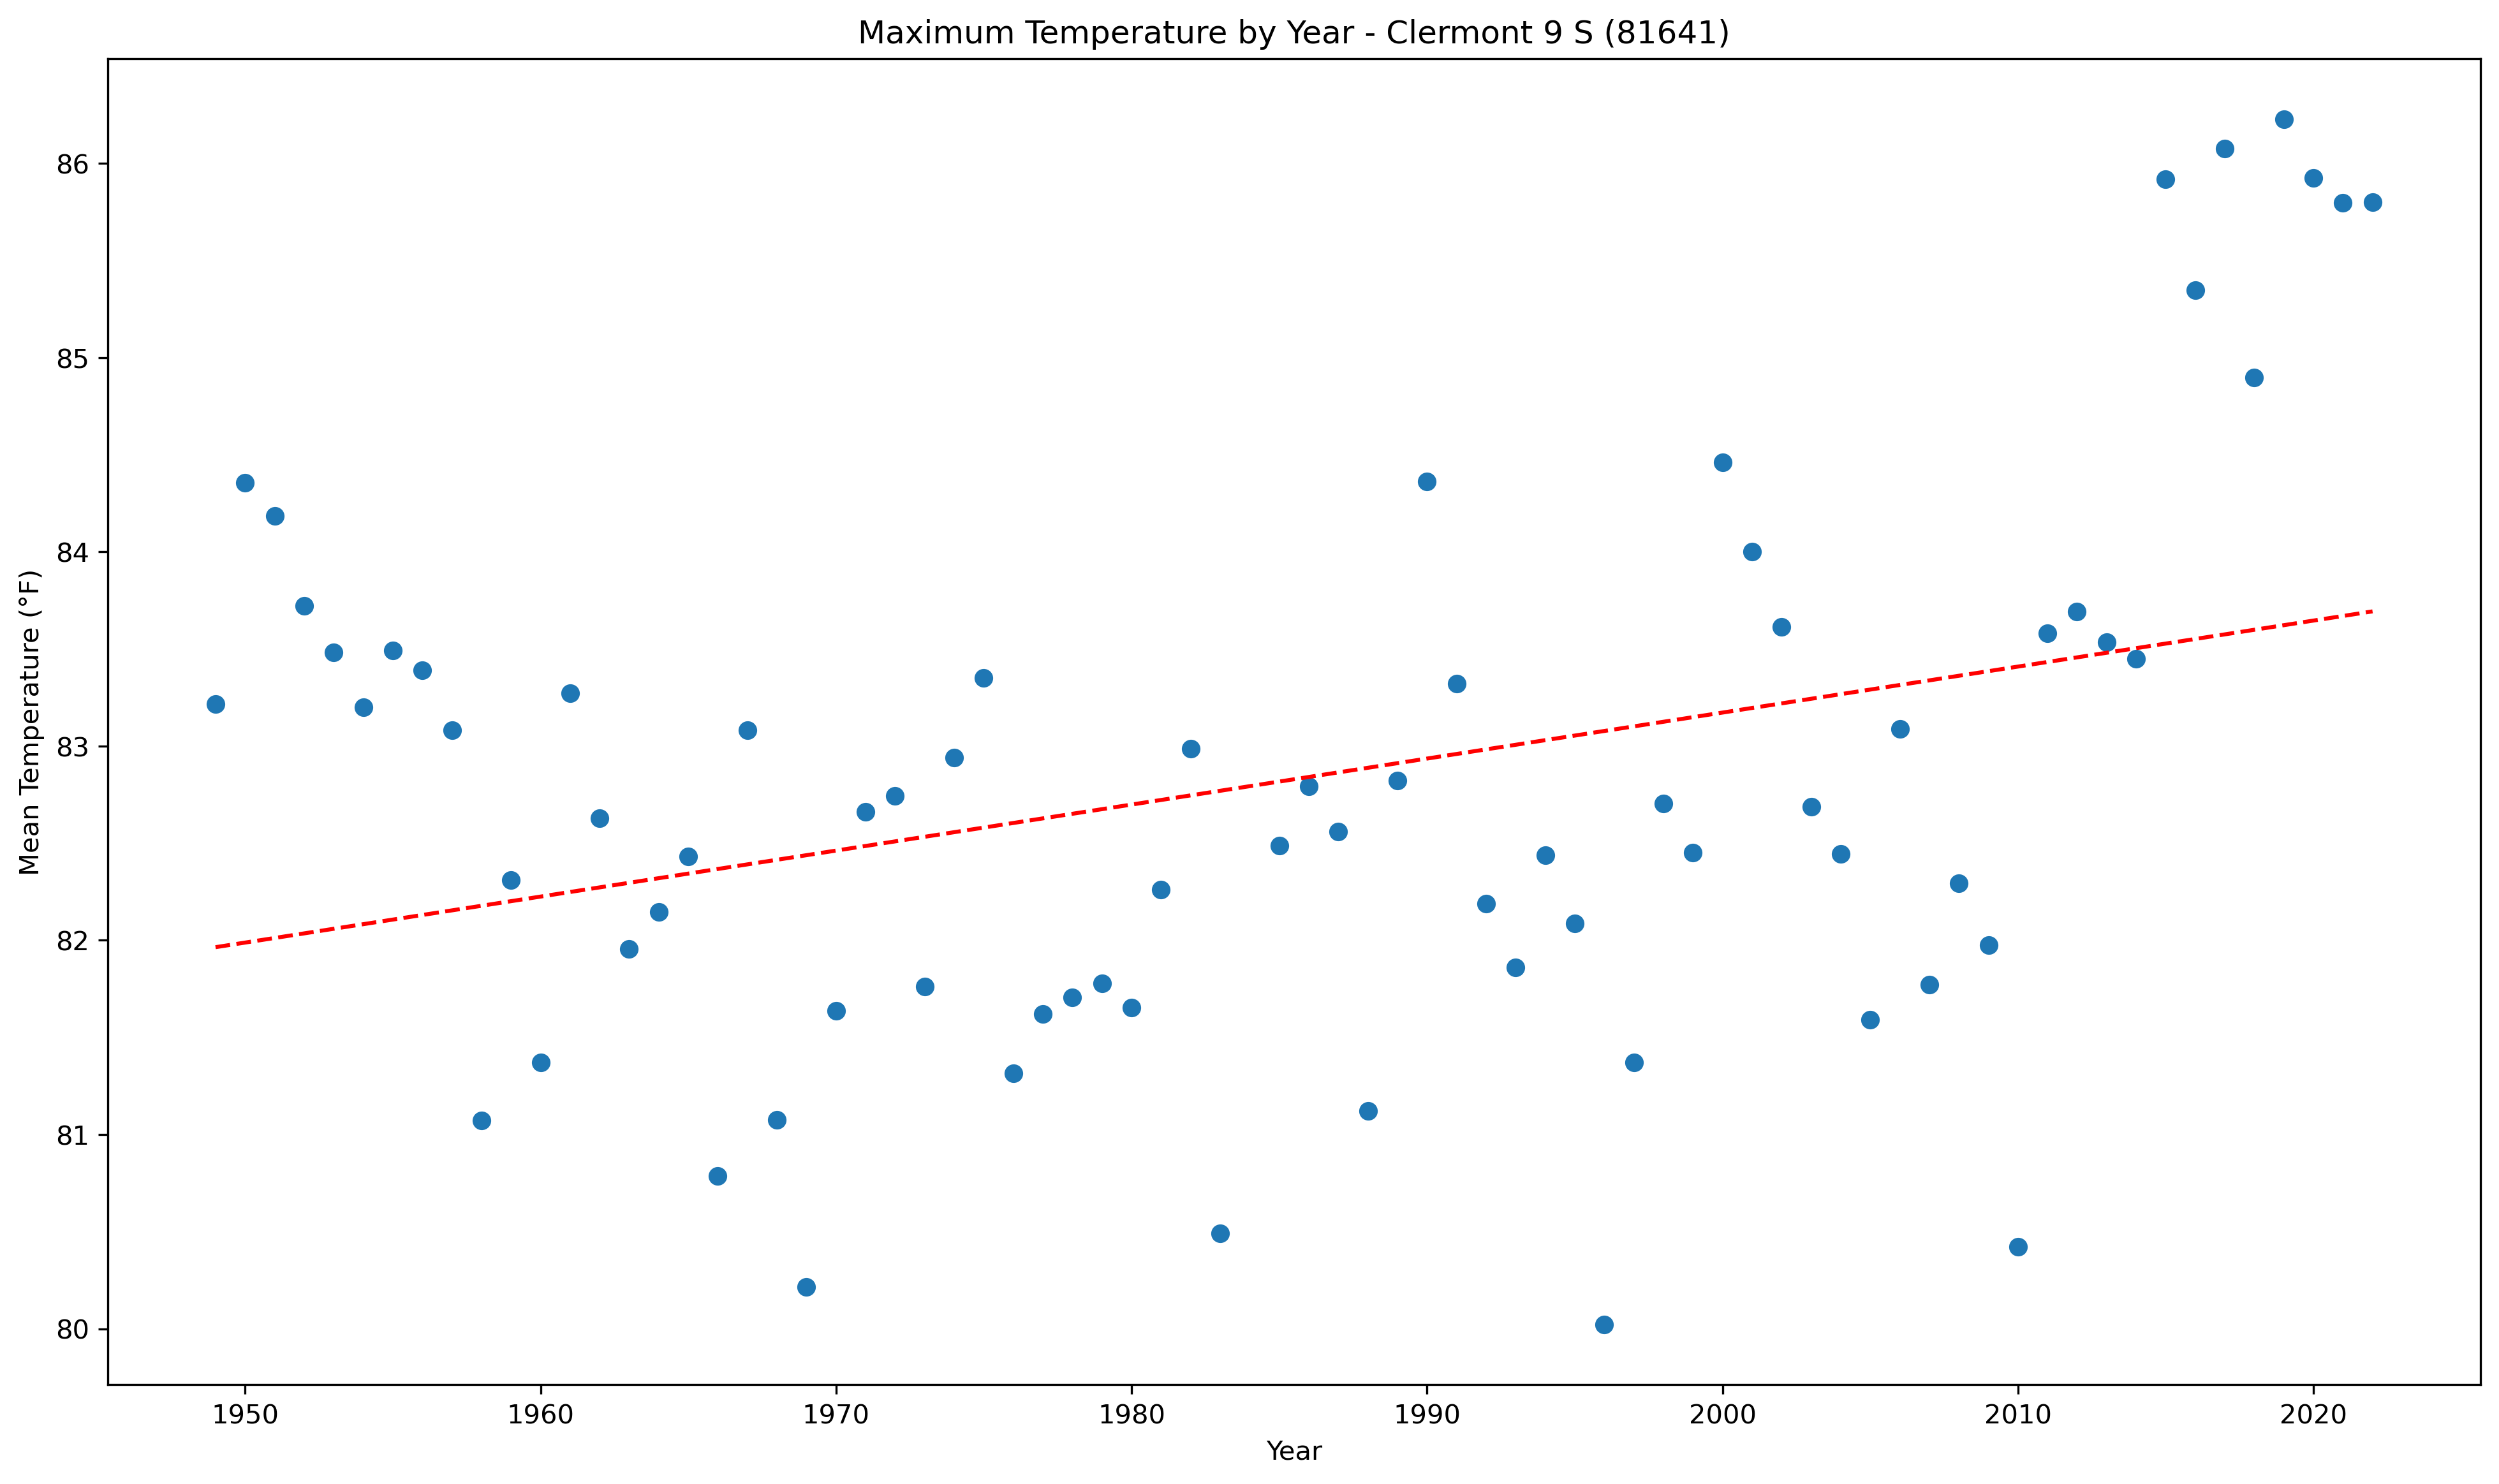 Maximum Temperature by Year - Clermont 9 S (81641)
Mean Temperature (°F)
86
85
84
83
82
81
80
1950 1960 1970 1980 1990 2000 2010 2020
Year